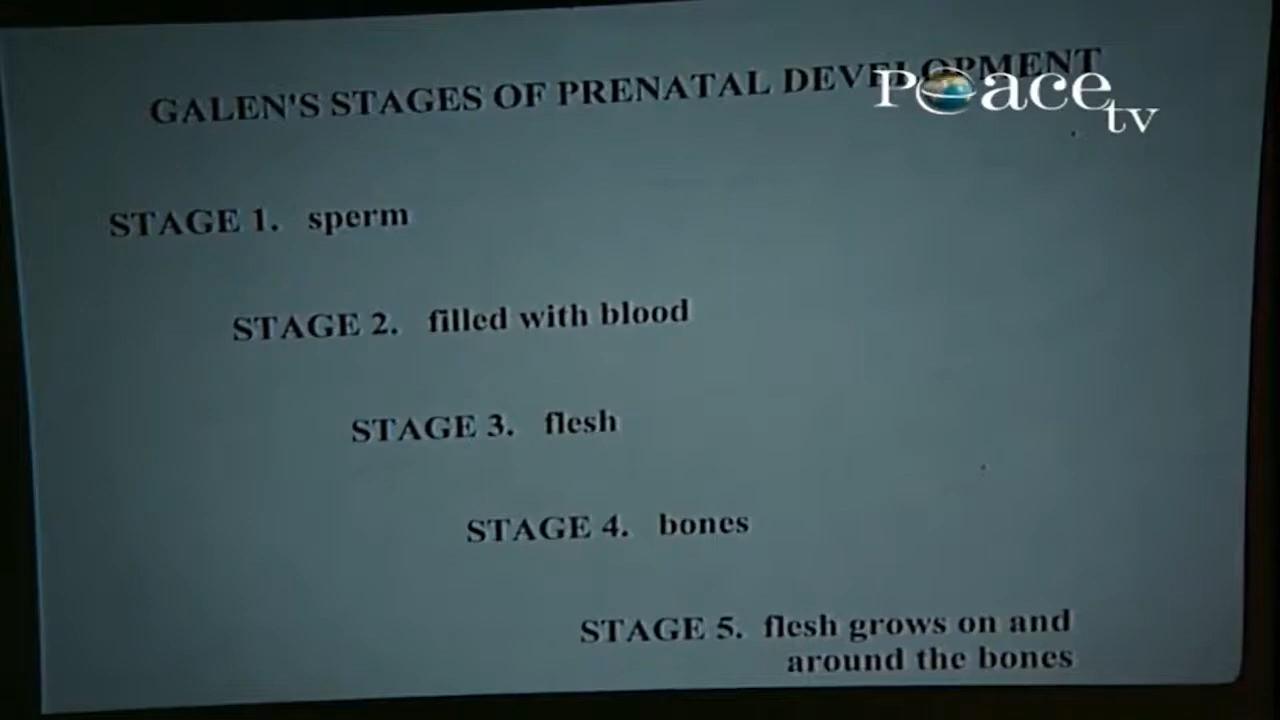 GALEN'S STAGES OF PRENATAL DEVELOPMENT
Peace tv
STAGE 1. sperm
STAGE 2. filled with blood
STAGE 3. flesh
STAGE 4. bones
STAGE 5. flesh grows on and
around the bones